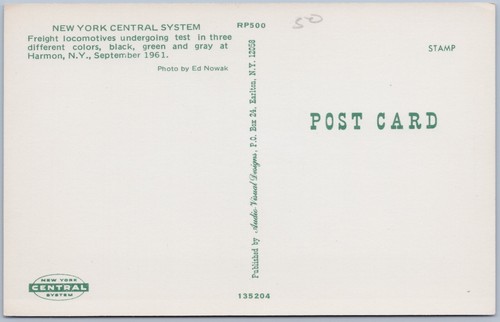 NEW YORK CENTRAL SYSTEM
Freight locomotives undergoing test in three
different colors, black, green and gray at
Harmon, N.Y., September 1961.
Photo by Ed Nowak
RP500
50
STAMP
POST CARD
Published by Audio-Visual Designs, P.O. Box 24, Earlton, N.Y. 12058
NEW YORK
CENTRAL
SYSTEM
135204